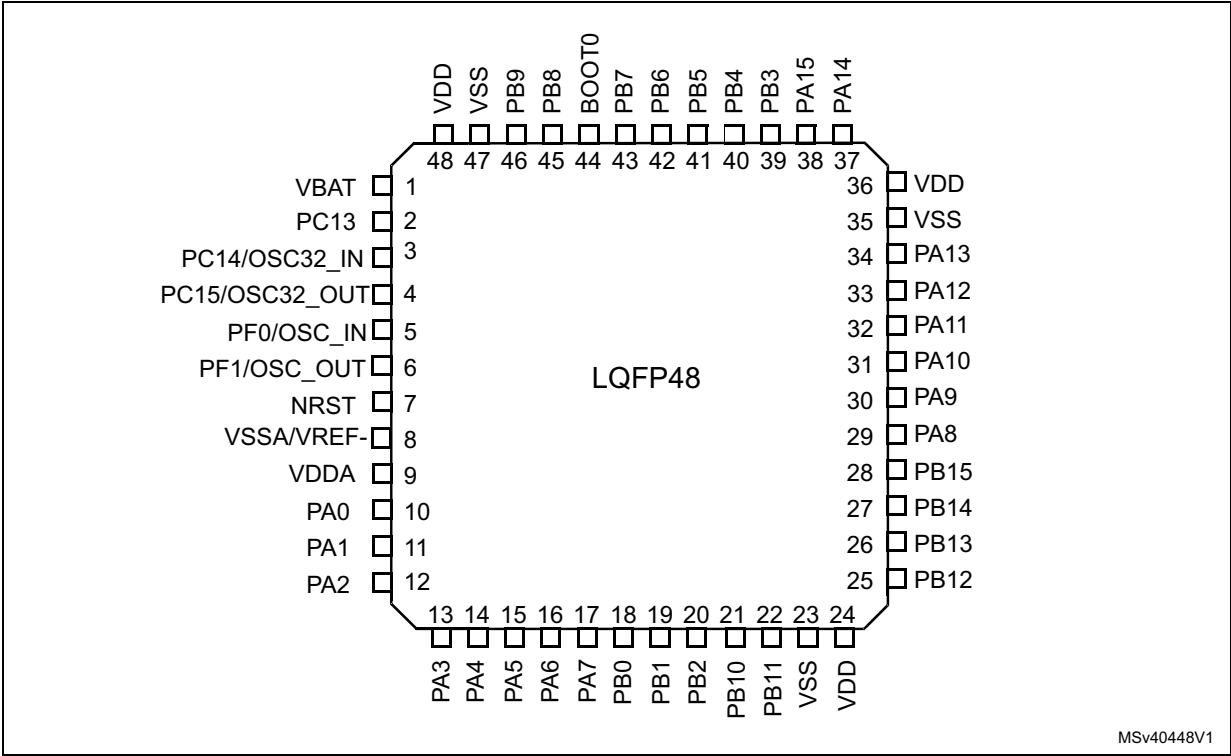 VDD VSS PB9 PB8 BOOT0 PB7 PB6 PB5 PB4 PB3 PA15 PA14
48 47 46 45 44 43 42 41 40 39 38 37
VBAT 1 36 VDD
PC13 2 35 VSS
PC14/OSC32_IN 3 34 PA13
PC15/OSC32_OUT 4 33 PA12
PF0/OSC_IN 5 32 PA11
PF1/OSC_OUT 6 31 PA10
LQFP48
NRST 7 30 PA9
VSSA/VREF- 8 29 PA8
VDDA 9 28 PB15
PA0 10 27 PB14
PA1 11 26 PB13
PA2 12 25 PB12
13 14 15 16 17 18 19 20 21 22 23 24
PA3 PA4 PA5 PA6 PA7 PB0 PB1 PB2 PB10 PB11 VSS VDD
MSv40448V1